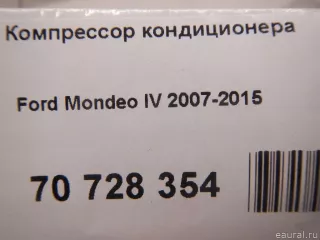 Компрессор кондиционера
Ford Mondeo IV 2007-2015
70 728 354
eaural.ru